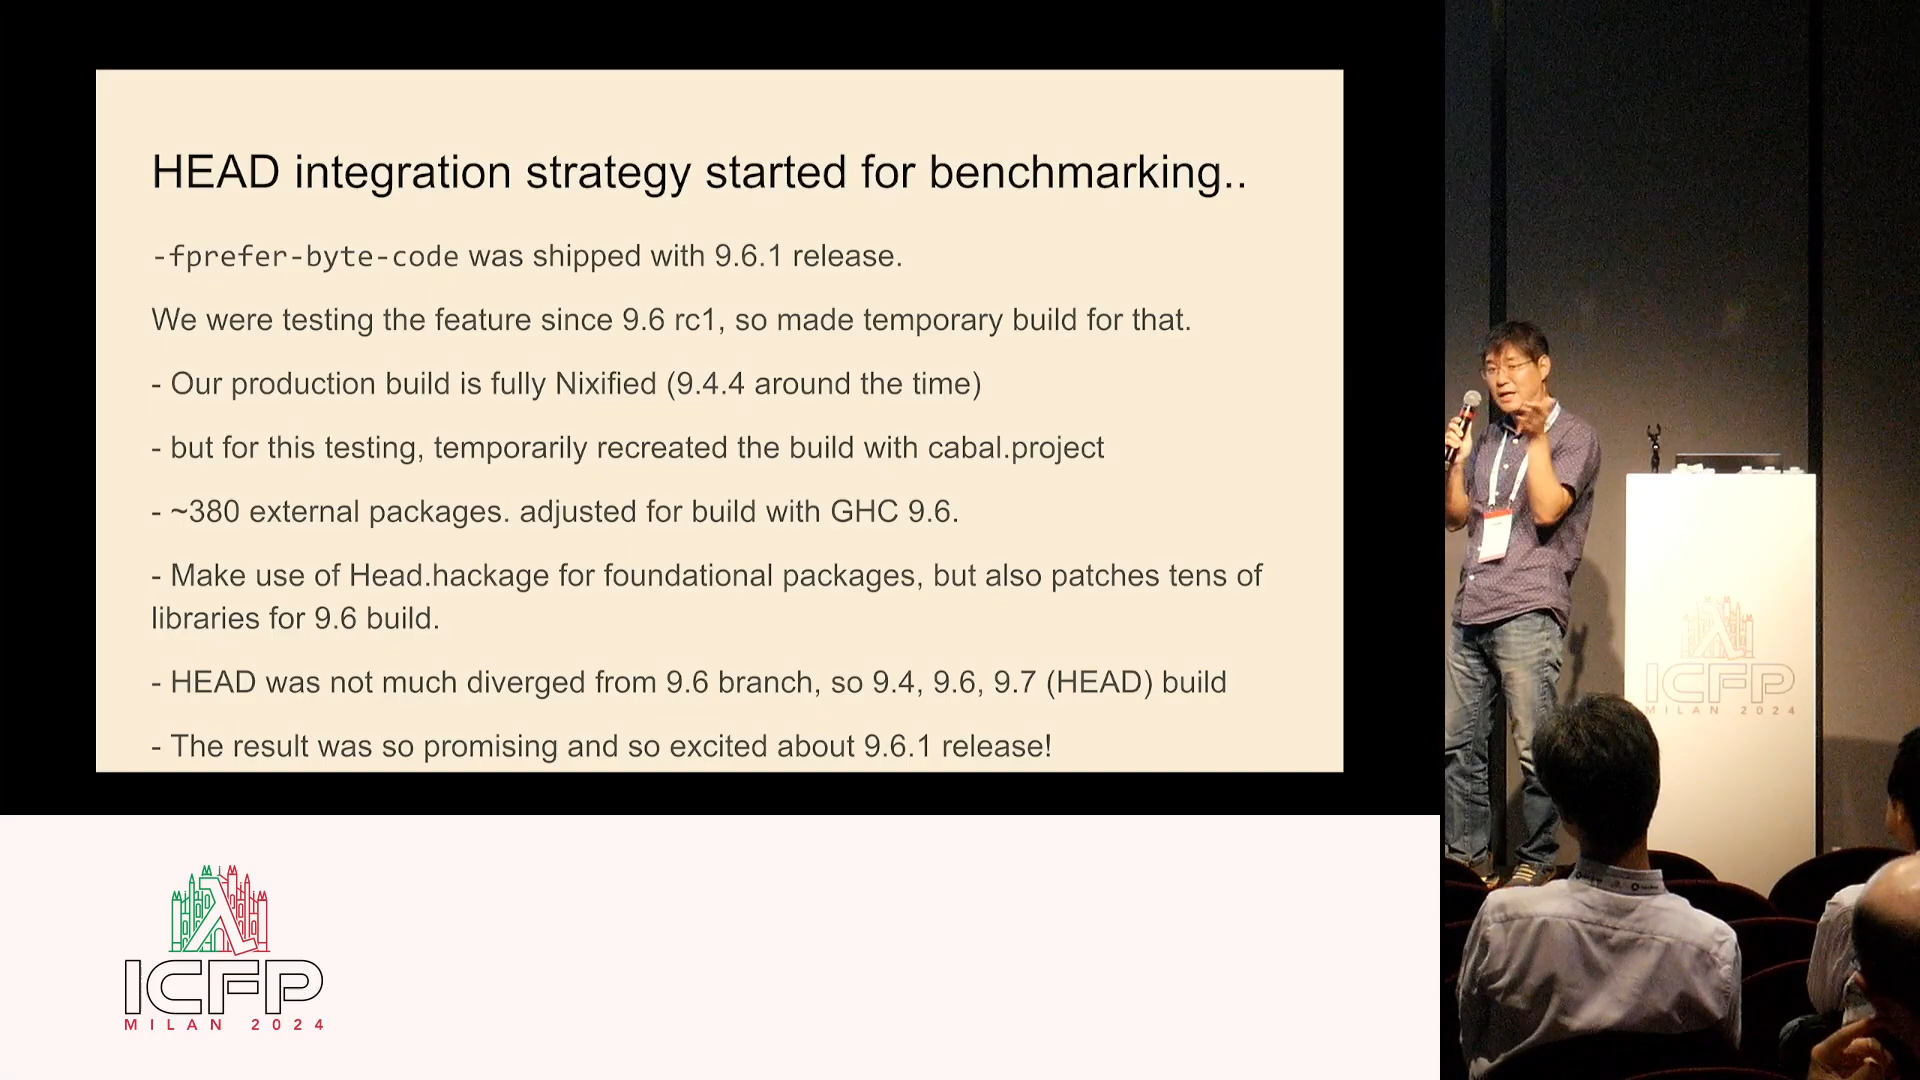 HEAD integration strategy started for benchmarking..
-fprefer-byte-code was shipped with 9.6.1 release.
We were testing the feature since 9.6 rc1, so made temporary build for that.
- Our production build is fully Nixified (9.4.4 around the time)
- but for this testing, temporarily recreated the build with cabal.project
- ~380 external packages. adjusted for build with GHC 9.6.
- Make use of Head.hackage for foundational packages, but also patches tens of
libraries for 9.6 build.
- HEAD was not much diverged from 9.6 branch, so 9.4, 9.6, 9.7 (HEAD) build
- The result was so promising and so excited about 9.6.1 release!
ICFP
MILAN 2024
ICFP
MILAN 2024